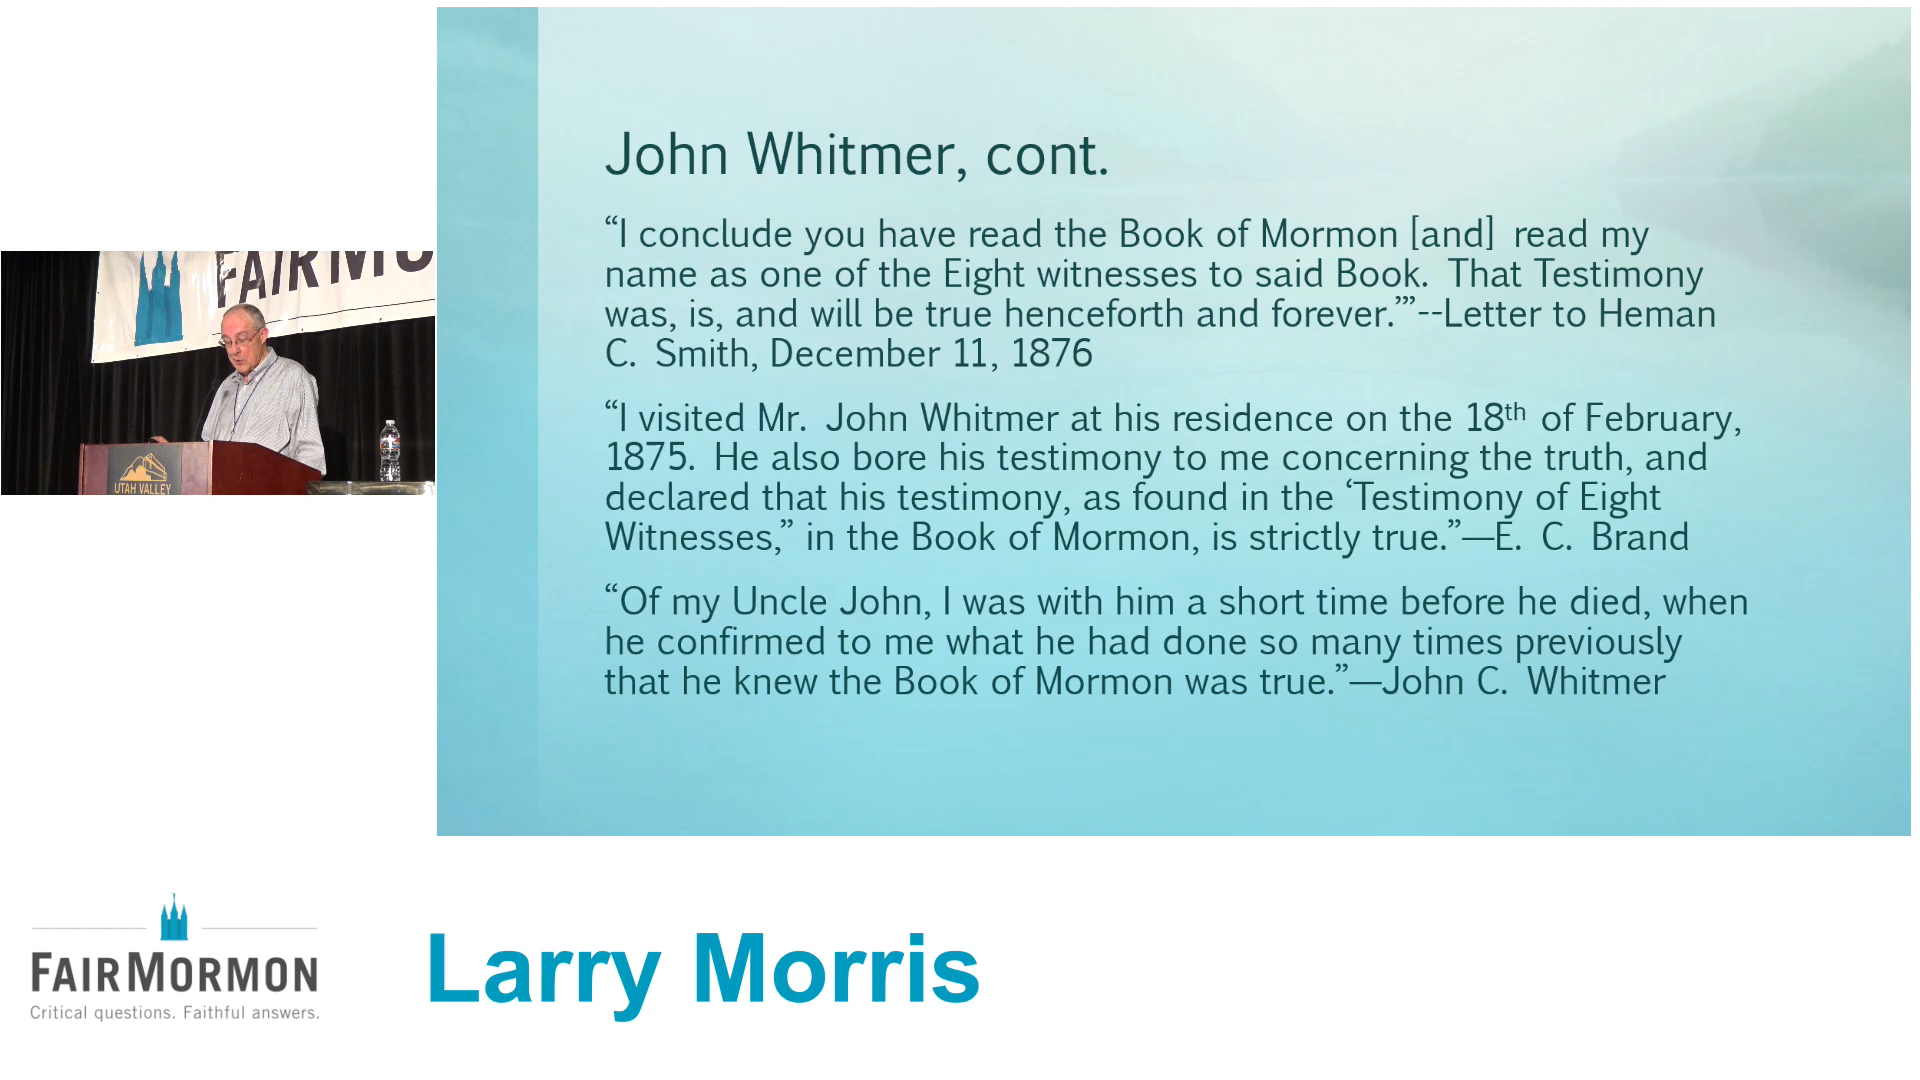 John Whitmer, cont.
“I conclude you have read the Book of Mormon [and] read my
name as one of the Eight witnesses to said Book. That Testimony
was, is, and will be true henceforth and forever.’”--Letter to Heman
C. Smith, December 11, 1876
“I visited Mr. John Whitmer at his residence on the 18th of February,
1875. He also bore his testimony to me concerning the truth, and
declared that his testimony, as found in the ‘Testimony of Eight
Witnesses,” in the Book of Mormon, is strictly true.”—E. C. Brand
“Of my Uncle John, I was with him a short time before he died, when
he confirmed to me what he had done so many times previously
that he knew the Book of Mormon was true.”—John C. Whitmer
FAIRMO
UTAH VALLEY
FAIRMORMON
Critical questions. Faithful answers.
Larry Morris